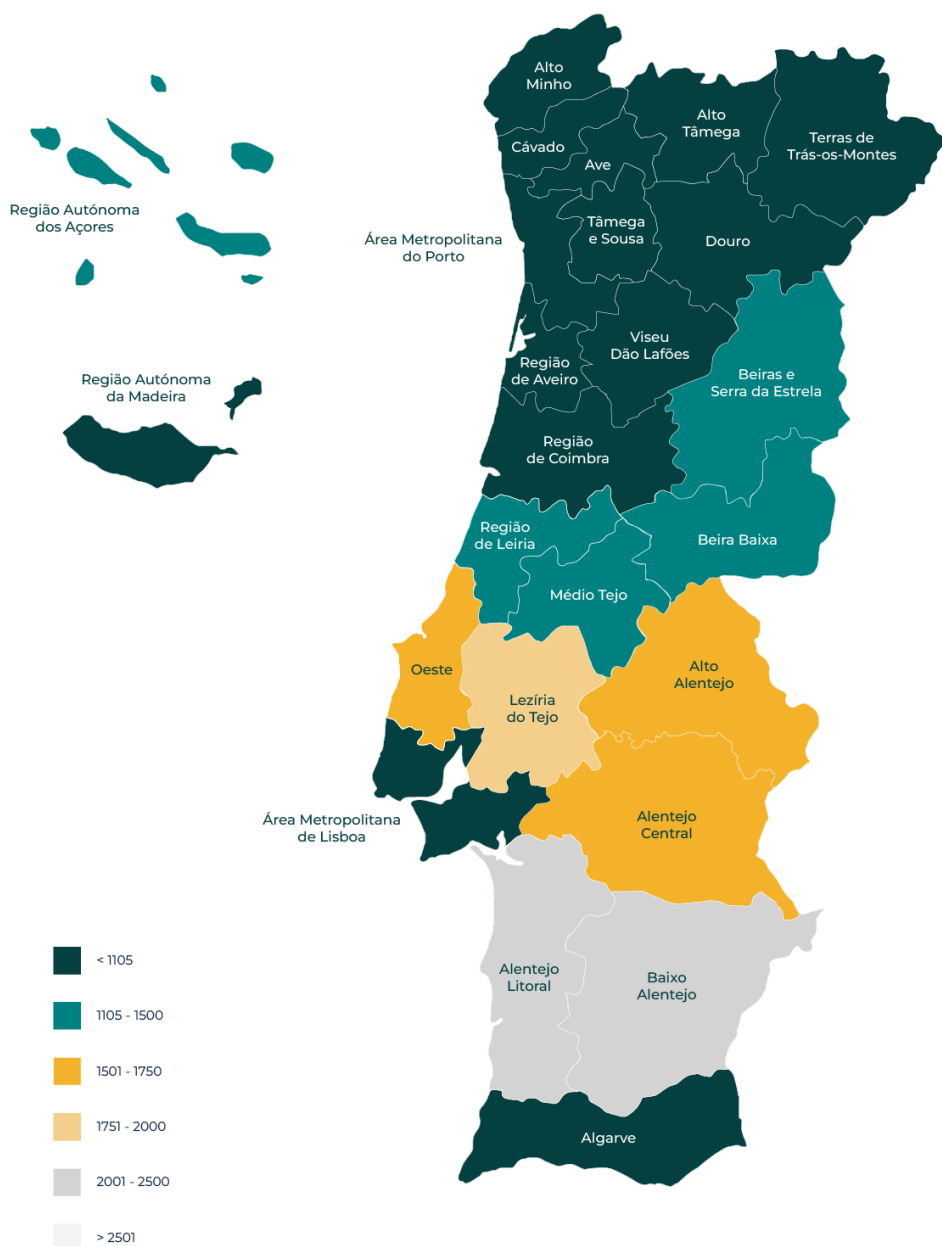 Alto
Minho
Alto
Tâmega
Terras de
Trás-os-Montes
Cávado
Ave
Região Autónoma
dos Açores
Tâmega
e Sousa
Área Metropolitana
do Porto
Douro
Viseu
Dão Lafões
Região
de Aveiro
Beiras e
Serra da Estrela
Região Autónoma
da Madeira
Região
de Coimbra
Região
de Leiria
Beira Baixa
Médio Tejo
Oeste
Alto
Alentejo
Lezíria
do Tejo
Área Metropolitana
de Lisboa
Alentejo
Central
Alentejo
Litoral
Baixo
Alentejo
Algarve
< 1105
1105 - 1500
1501 - 1750
1751 - 2000
2001 - 2500
> 2501